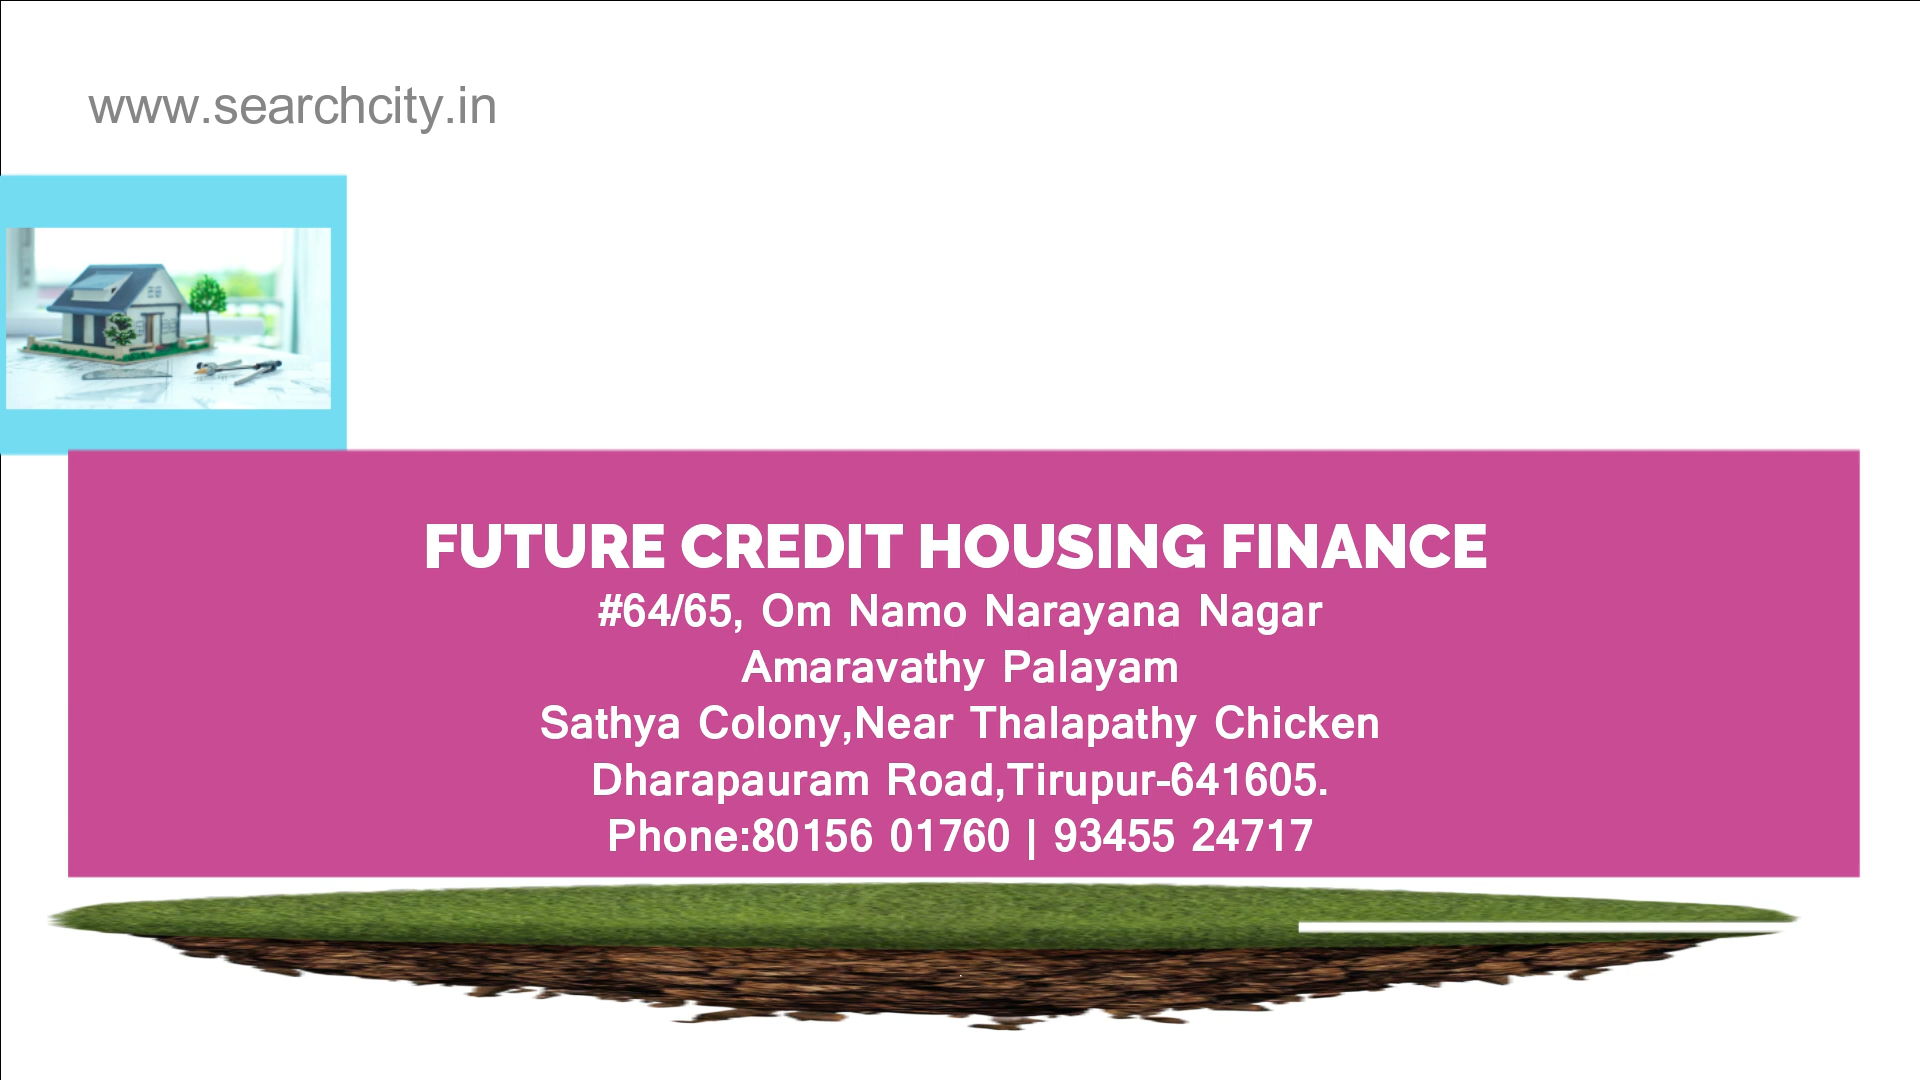 www.searchcity.in
FUTURE CREDIT HOUSING FINANCE
#64/65, Om Namo Narayana Nagar
Amaravathy Palayam
Sathya Colony,Near Thalapathy Chicken
Dharapauram Road,Tirupur-641605.
Phone:80156 01760 | 93455 24717